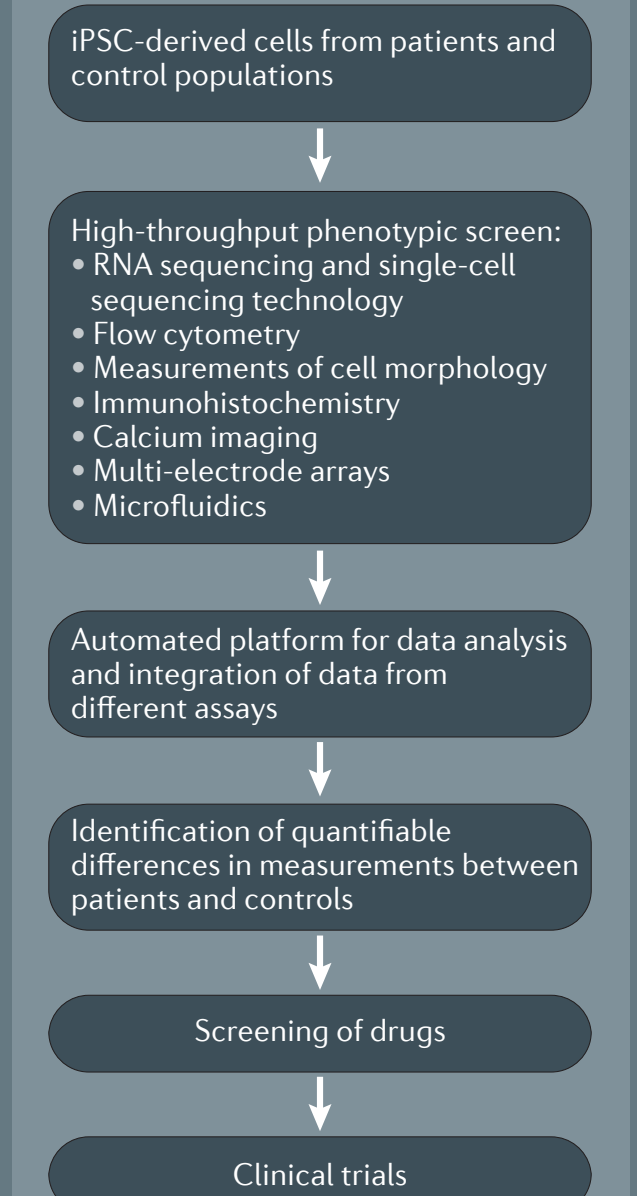 iPSC-derived cells from patients and
control populations
High-throughput phenotypic screen:
• RNA sequencing and single-cell
sequencing technology
• Flow cytometry
• Measurements of cell morphology
• Immunohistochemistry
• Calcium imaging
• Multi-electrode arrays
• Microfluidics
Automated platform for data analysis
and integration of data from
different assays
Identification of quantifiable
differences in measurements between
patients and controls
Screening of drugs
Clinical trials